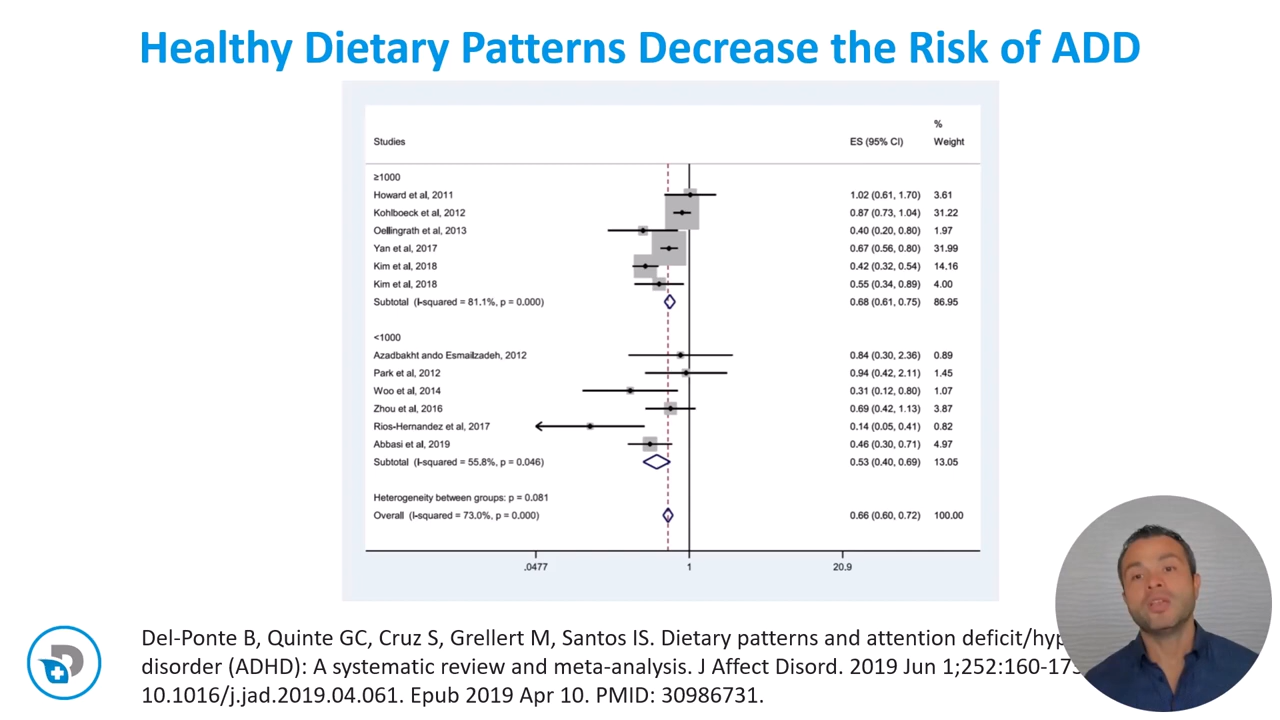 Healthy Dietary Patterns Decrease the Risk of ADD
%
Studies ES (95% CI) Weight
≥1000
Howard et al, 2011 1.02 (0.61, 1.70) 3.61
Kohlboeck et al, 2012 0.87 (0.73, 1.04) 31.22
Oellingrath et al, 2013 0.40 (0.20, 0.80) 1.97
Yan et al, 2017 0.67 (0.56, 0.80) 31.99
Kim et al, 2018 0.42 (0.32, 0.54) 14.16
Kim et al, 2018 0.55 (0.34, 0.89) 4.00
Subtotal (I-squared = 81.1%, p = 0.000) 0.68 (0.61, 0.75) 86.95
<1000
Azadbakht ando Esmailzadeh, 2012 0.84 (0.30, 2.36) 0.89
Park et al, 2012 0.94 (0.42, 2.11) 1.45
Woo et al, 2014 0.31 (0.12, 0.80) 1.07
Zhou et al, 2016 0.69 (0.42, 1.13) 3.87
Rios-Hernandez et al, 2017 0.14 (0.05, 0.41) 0.82
Abbasi et al, 2019 0.46 (0.30, 0.71) 4.97
Subtotal (I-squared = 55.8%, p = 0.046) 0.53 (0.40, 0.69) 13.05
Heterogeneity between groups: p = 0.081
Overall (I-squared = 73.0%, p = 0.000) 0.66 (0.60, 0.72) 100.00
.0477 1 20.9
Del-Ponte B, Quinte GC, Cruz S, Grellert M, Santos IS. Dietary patterns and attention deficit/hyp
disorder (ADHD): A systematic review and meta-analysis. J Affect Disord. 2019 Jun 1;252:160-173
10.1016/j.jad.2019.04.061. Epub 2019 Apr 10. PMID: 30986731.